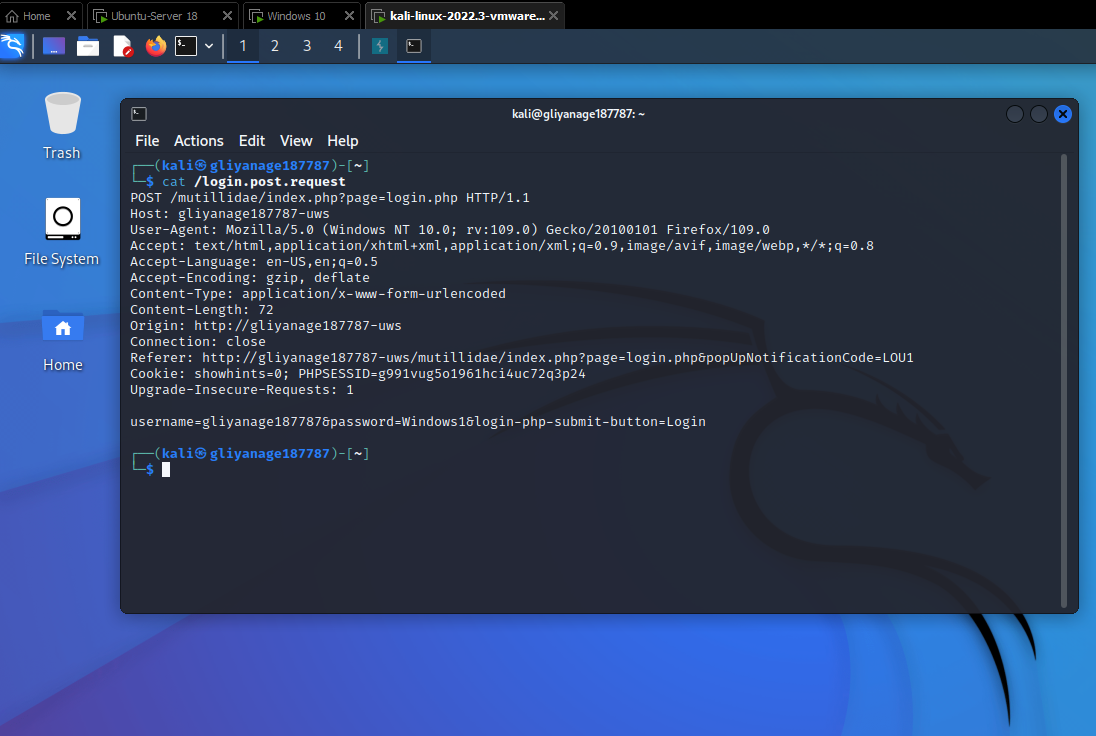 Home
Ubuntu-Server 18
Windows 10
kali-linux-2022.3-vmware...
1 2 3 4
Trash
File System
Home
kali@gliyanage187787: ~
File Actions Edit View Help
┌──(kali㉿gliyanage187787)-[~]
└─$ cat /login.post.request
POST /mutillidae/index.php?page=login.php HTTP/1.1
Host: gliyanage187787-uws
User-Agent: Mozilla/5.0 (Windows NT 10.0; rv:109.0) Gecko/20100101 Firefox/109.0
Accept: text/html,application/xhtml+xml,application/xml;q=0.9,image/avif,image/webp,*/*;q=0.8
Accept-Language: en-US,en;q=0.5
Accept-Encoding: gzip, deflate
Content-Type: application/x-www-form-urlencoded
Content-Length: 72
Origin: http://gliyanage187787-uws
Connection: close
Referer: http://gliyanage187787-uws/mutillidae/index.php?page=login.php&popUpNotificationCode=LOU1
Cookie: showhints=0; PHPSESSID=g991vug5o1961hci4uc72q3p24
Upgrade-Insecure-Requests: 1
username=gliyanage187787&password=Windows1&login-php-submit-button=Login
┌──(kali㉿gliyanage187787)-[~]
└─$